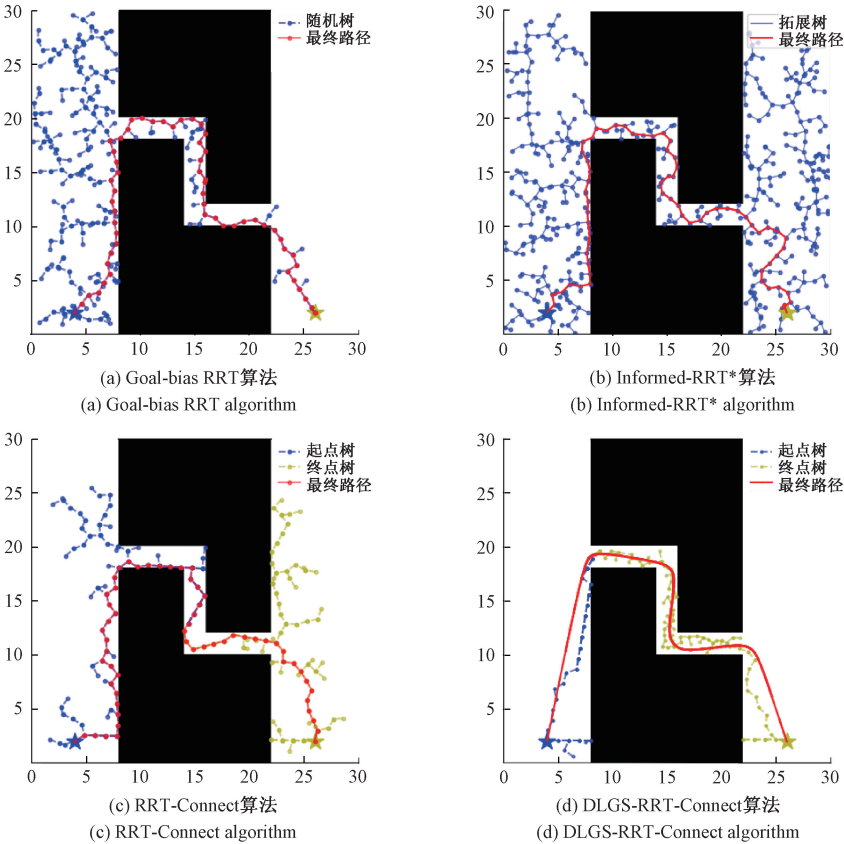 30
25
20
15
10
5
0 5 10 15 20 25 30
随机树
最终路径
(a) Goal-bias RRT算法
(a) Goal-bias RRT algorithm
30
25
20
15
10
5
0 5 10 15 20 25 30
拓展树
最终路径
(b) Informed-RRT*算法
(b) Informed-RRT* algorithm
30
25
20
15
10
5
0 5 10 15 20 25 30
起点树
终点树
最终路径
(c) RRT-Connect算法
(c) RRT-Connect algorithm
30
25
20
15
10
5
0 5 10 15 20 25 30
起点树
终点树
最终路径
(d) DLGS-RRT-Connect算法
(d) DLGS-RRT-Connect algorithm